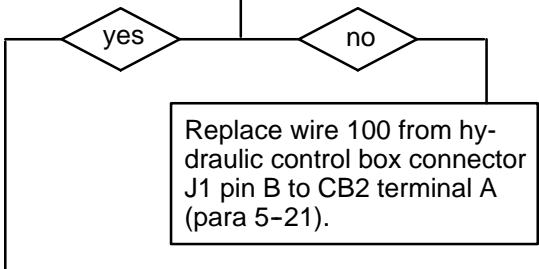 yes no
Replace wire 100 from hy-
draulic control box connector
J1 pin B to CB2 terminal A
(para 5-21).